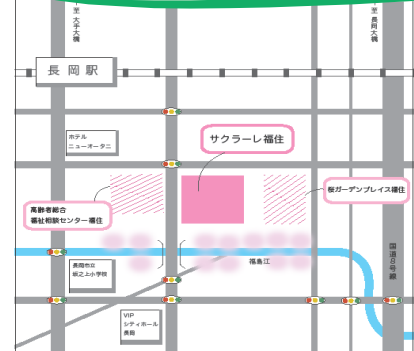 至 大手大橋
至 長岡大橋
長岡駅
ホテル
ニューオータニ
サクラーレ福住
桜ガーデンプレイス福住
高齢者総合
福祉相談センター福住
国道8号線
福島江
長岡市立
阪之上小学校
VIP
シティホール
長岡